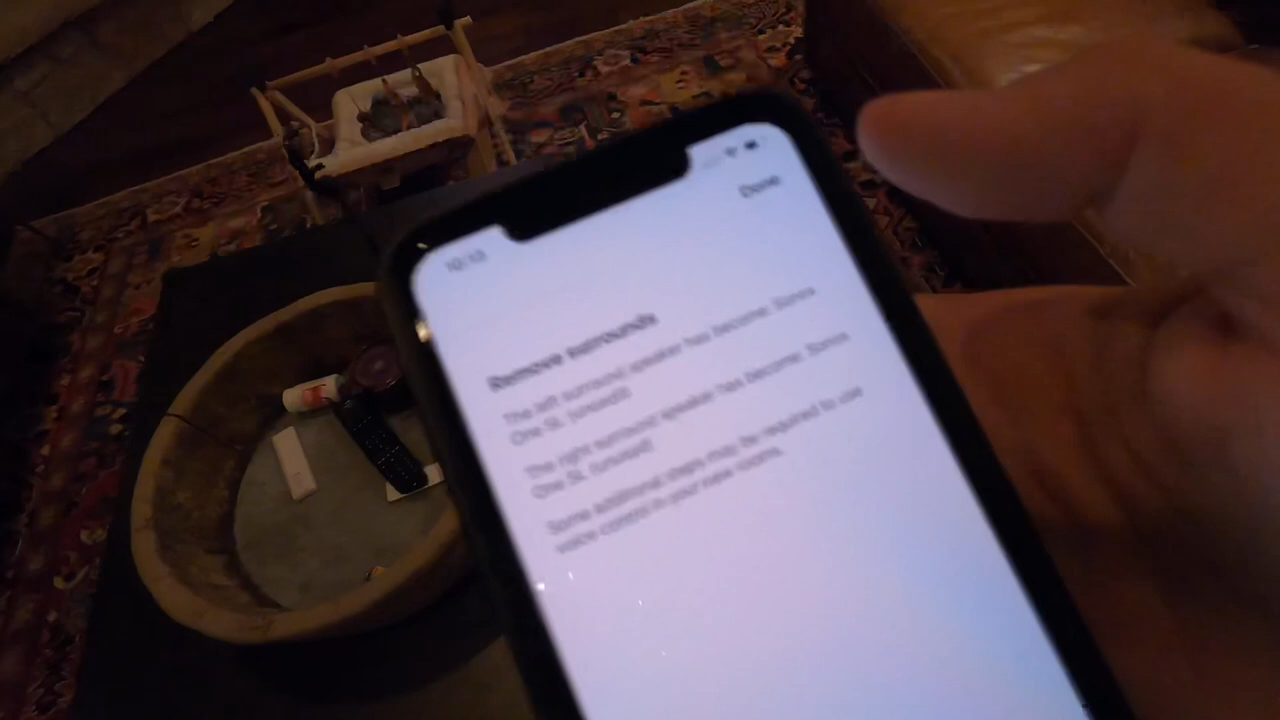 Done
Remove surrounds
The left surround speaker has become: Sonos
One SL (unused)
The right surround speaker has become: Sonos
One SL (unused)
Some additional steps may be required to use
voice control in your new rooms.